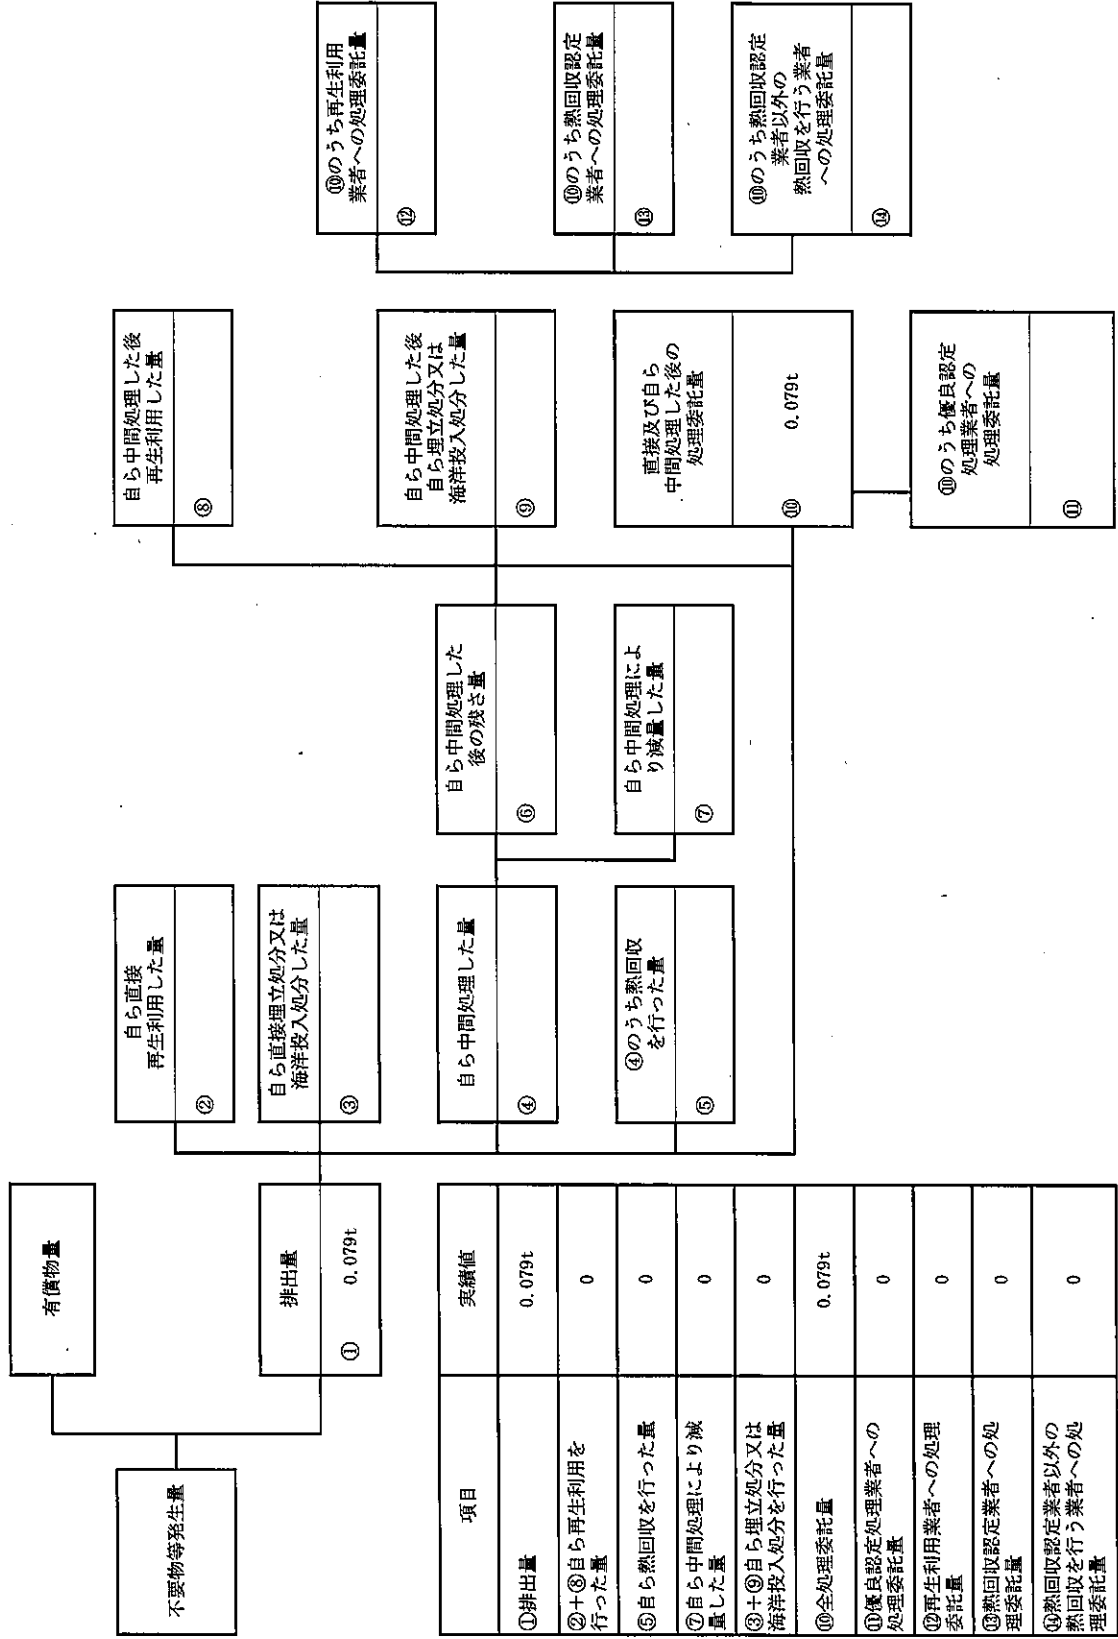 不要物等発生量
有償物量
排出量
① 0.079t
自ら直接
再生利用した量
②
自ら直接埋立処分又は
海洋投入処分した量
③
自ら中間処理した量
④
④のうち熱回収
を行った量
⑤
自ら中間処理した
後の残さ量
⑥
自ら中間処理によ
り減量した量
⑦
自ら中間処理した後
再生利用した量
⑧
自ら中間処理した後
自ら埋立処分又は
海洋投入処分した量
⑨
直接及び自ら
中間処理した後の
処理委託量
⑩ 0.079t
⑩のうち優良認定
処理業者への
処理委託量
⑪
⑩のうち再生利用
業者への処理委託量
⑫
⑩のうち熱回収認定
業者への処理委託量
⑬
⑩のうち熱回収認定
業者以外の
熱回収を行う業者
への処理委託量
⑭
項目 実績値
①排出量 0.079t
②+⑧自ら再生利用を
行った量 0
⑤自ら熱回収を行った量 0
⑦自ら中間処理により減
量した量 0
③+⑨自ら埋立処分又は
海洋投入処分を行った量 0
⑩全処理委託量 0.079t
⑪優良認定処理業者への
処理委託量 0
⑫再生利用業者への処理
委託量 0
⑬熱回収認定業者への処
理委託量 0
⑭熱回収認定業者以外の
熱回収を行う業者への処
理委託量 0